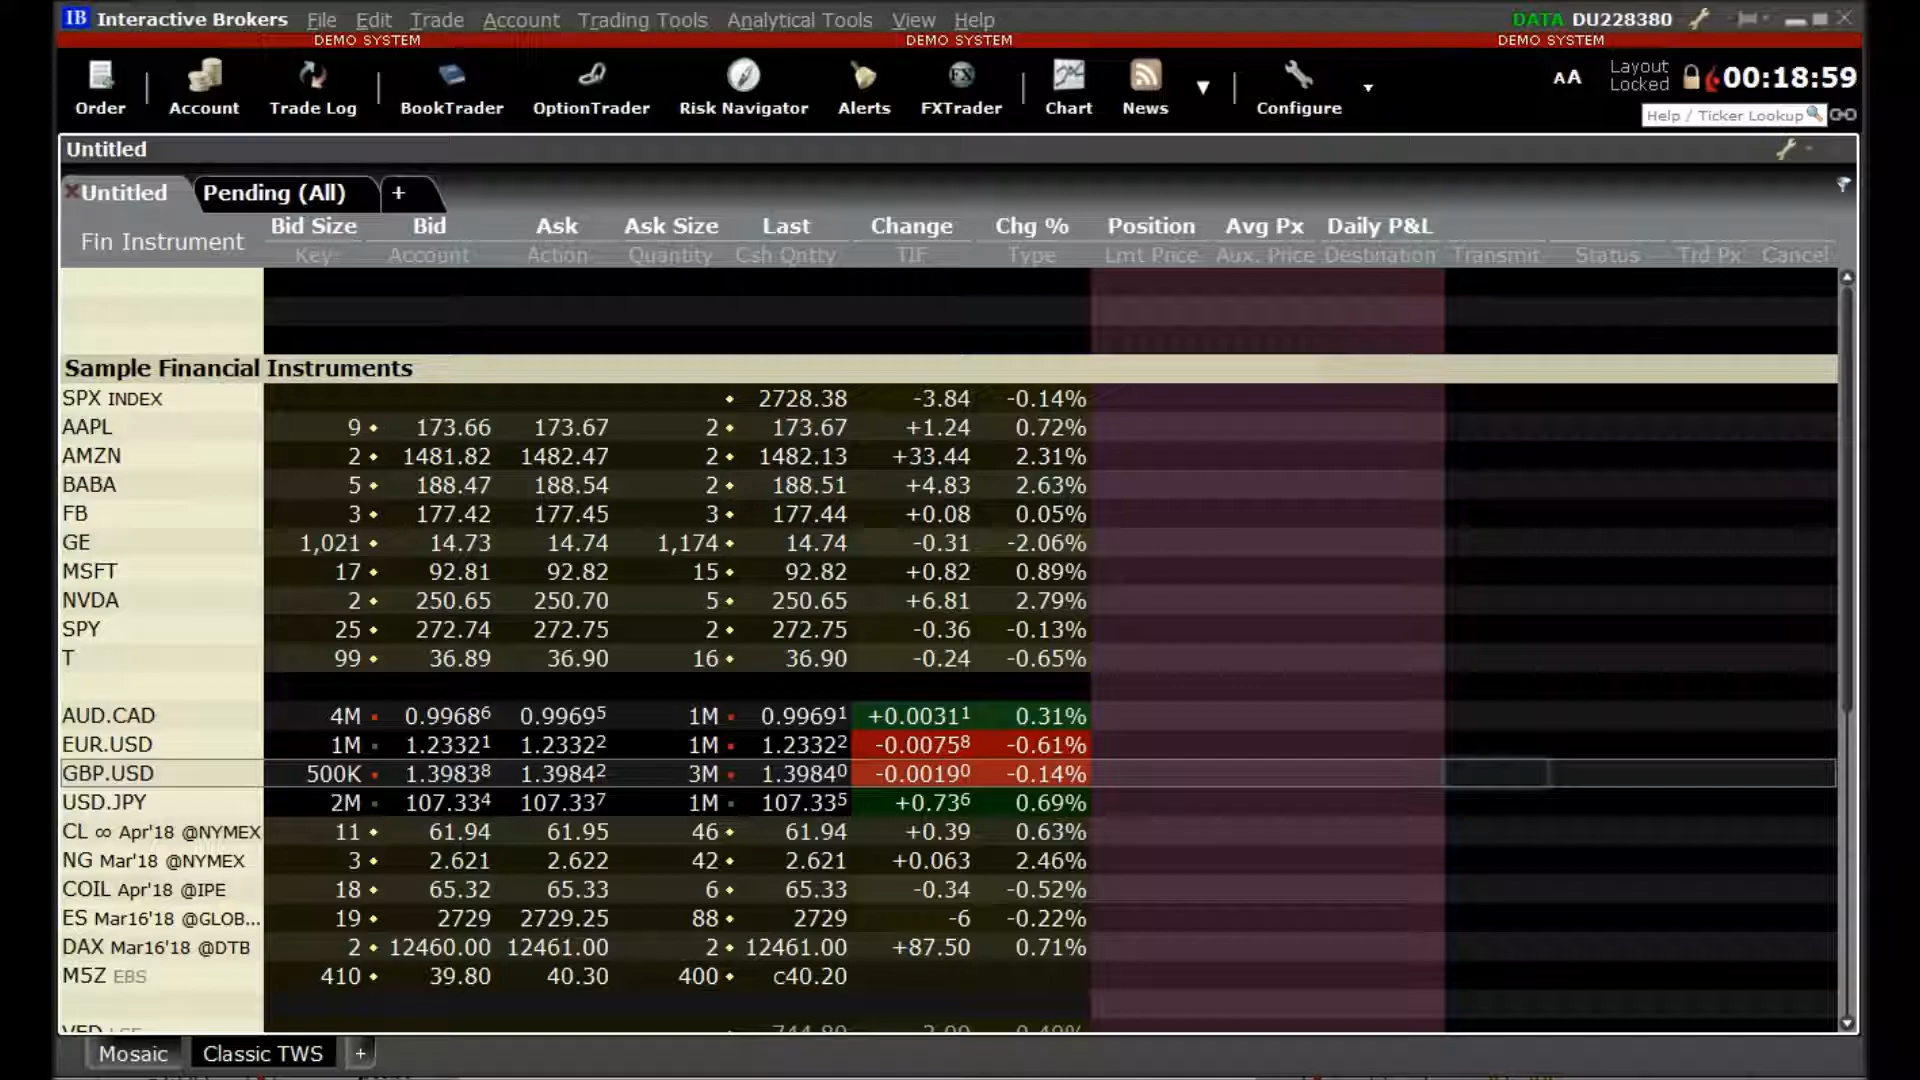 IB Interactive Brokers File Edit Trade Account Trading Tools Analytical Tools View Help DATA DU228380
DEMO SYSTEM DEMO SYSTEM DEMO SYSTEM
Order Account Trade Log BookTrader OptionTrader Risk Navigator Alerts FX FXTrader Chart News Configure AA Layout Locked 00:18:59
Help / Ticker Lookup
Untitled
Untitled Pending (All) +
Fin Instrument
Bid Size Bid Ask Ask Size Last Change Chg % Position Avg Px Daily P&L
Key Account Action Quantity Csh Qntty TIF Type Lmt Price Aux. Price Destination Transmit Status Trd Px Cancel
Sample Financial Instruments
SPX INDEX 2728.38 -3.84 -0.14%
AAPL 9 173.66 173.67 2 173.67 +1.24 0.72%
AMZN 2 1481.82 1482.47 2 1482.13 +33.44 2.31%
BABA 5 188.47 188.54 2 188.51 +4.83 2.63%
FB 3 177.42 177.45 3 177.44 +0.08 0.05%
GE 1,021 14.73 14.74 1,174 14.74 -0.31 -2.06%
MSFT 17 92.81 92.82 15 92.82 +0.82 0.89%
NVDA 2 250.65 250.70 5 250.65 +6.81 2.79%
SPY 25 272.74 272.75 2 272.75 -0.36 -0.13%
T 99 36.89 36.90 16 36.90 -0.24 -0.65%
AUD.CAD 4M 0.9968⁶ 0.9969⁵ 1M 0.9969¹ +0.0031¹ 0.31%
EUR.USD 1M 1.2332¹ 1.2332² 1M 1.2332² -0.0075⁸ -0.61%
GBP.USD 500K 1.3983⁸ 1.3984² 3M 1.3984⁰ -0.0019⁰ -0.14%
USD.JPY 2M 107.33⁴ 107.33⁷ 1M 107.33⁵ +0.73⁶ 0.69%
CL ∞ Apr'18 @NYMEX 11 61.94 61.95 46 61.94 +0.39 0.63%
NG Mar'18 @NYMEX 3 2.621 2.622 42 2.621 +0.063 2.46%
COIL Apr'18 @IPE 18 65.32 65.33 6 65.33 -0.34 -0.52%
ES Mar16'18 @GLOB... 19 2729 2729.25 88 2729 -6 -0.22%
DAX Mar16'18 @DTB 2 12460.00 12461.00 2 12461.00 +87.50 0.71%
M5Z EBS 410 39.80 40.30 400 c40.20
Mosaic Classic TWS +